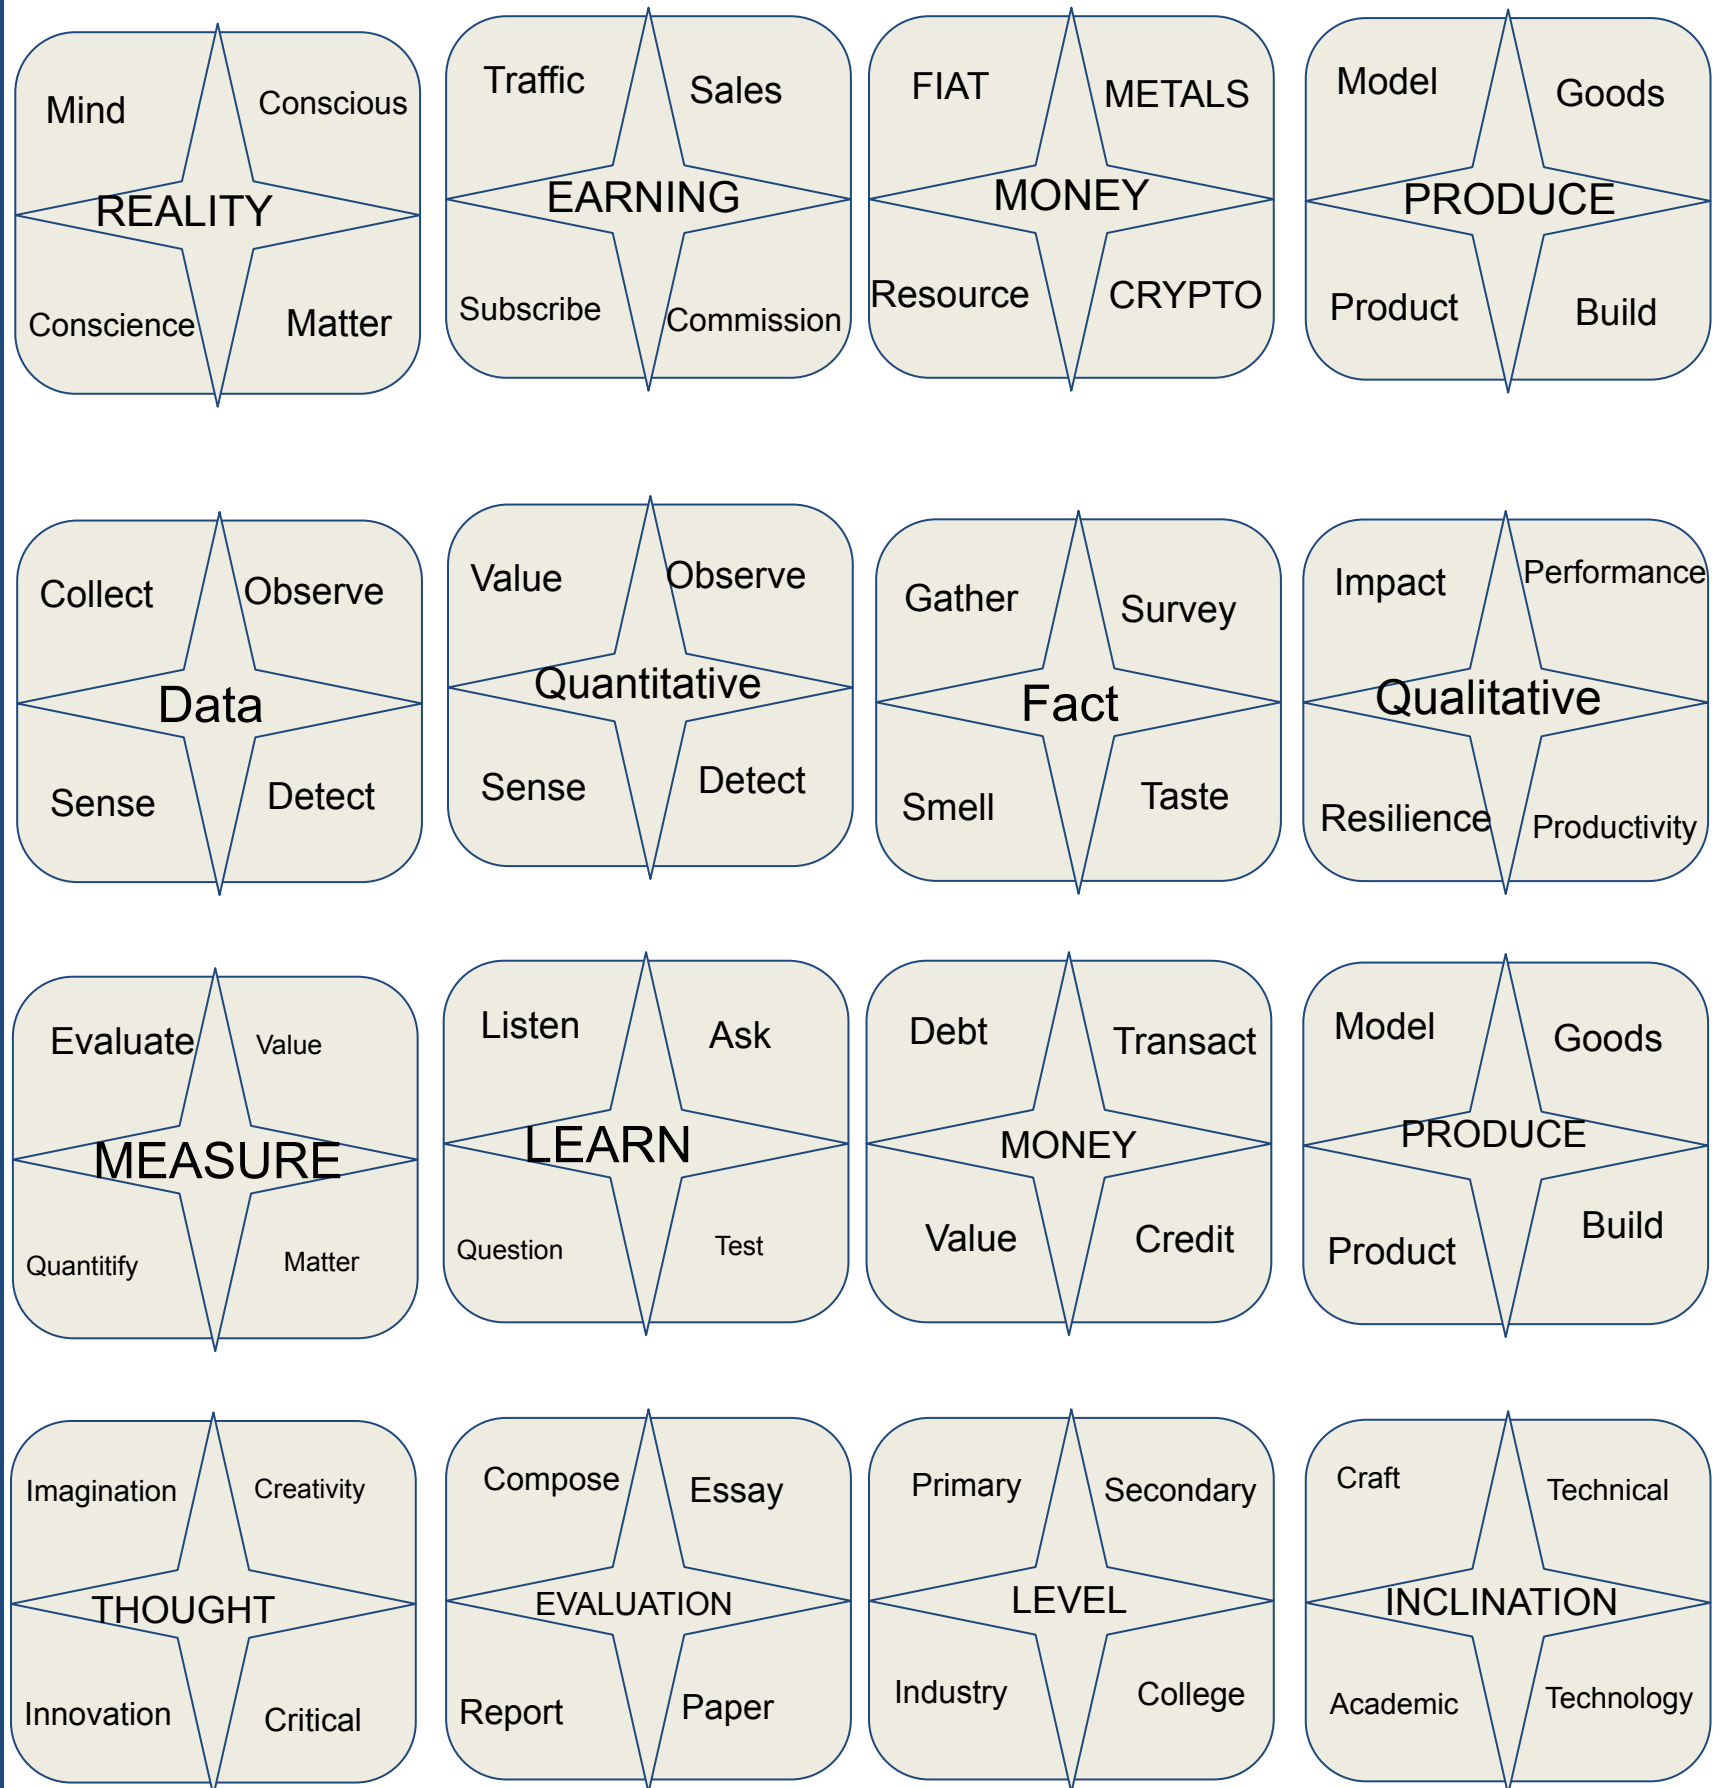 Mind
Conscious
REALITY
Conscience
Matter
Traffic
Sales
EARNING
Subscribe
Commission
FIAT
METALS
MONEY
Resource
CRYPTO
Model
Goods
PRODUCE
Product
Build
Collect
Observe
Data
Sense
Detect
Value
Observe
Quantitative
Sense
Detect
Gather
Survey
Fact
Smell
Taste
Impact
Performance
Qualitative
Resilience
Productivity
Evaluate
Value
MEASURE
Quantitify
Matter
Listen
Ask
LEARN
Question
Test
Debt
Transact
MONEY
Value
Credit
Model
Goods
PRODUCE
Product
Build
Imagination
Creativity
THOUGHT
Innovation
Critical
Compose
Essay
EVALUATION
Report
Paper
Primary
Secondary
LEVEL
Industry
College
Craft
Technical
INCLINATION
Academic
Technology